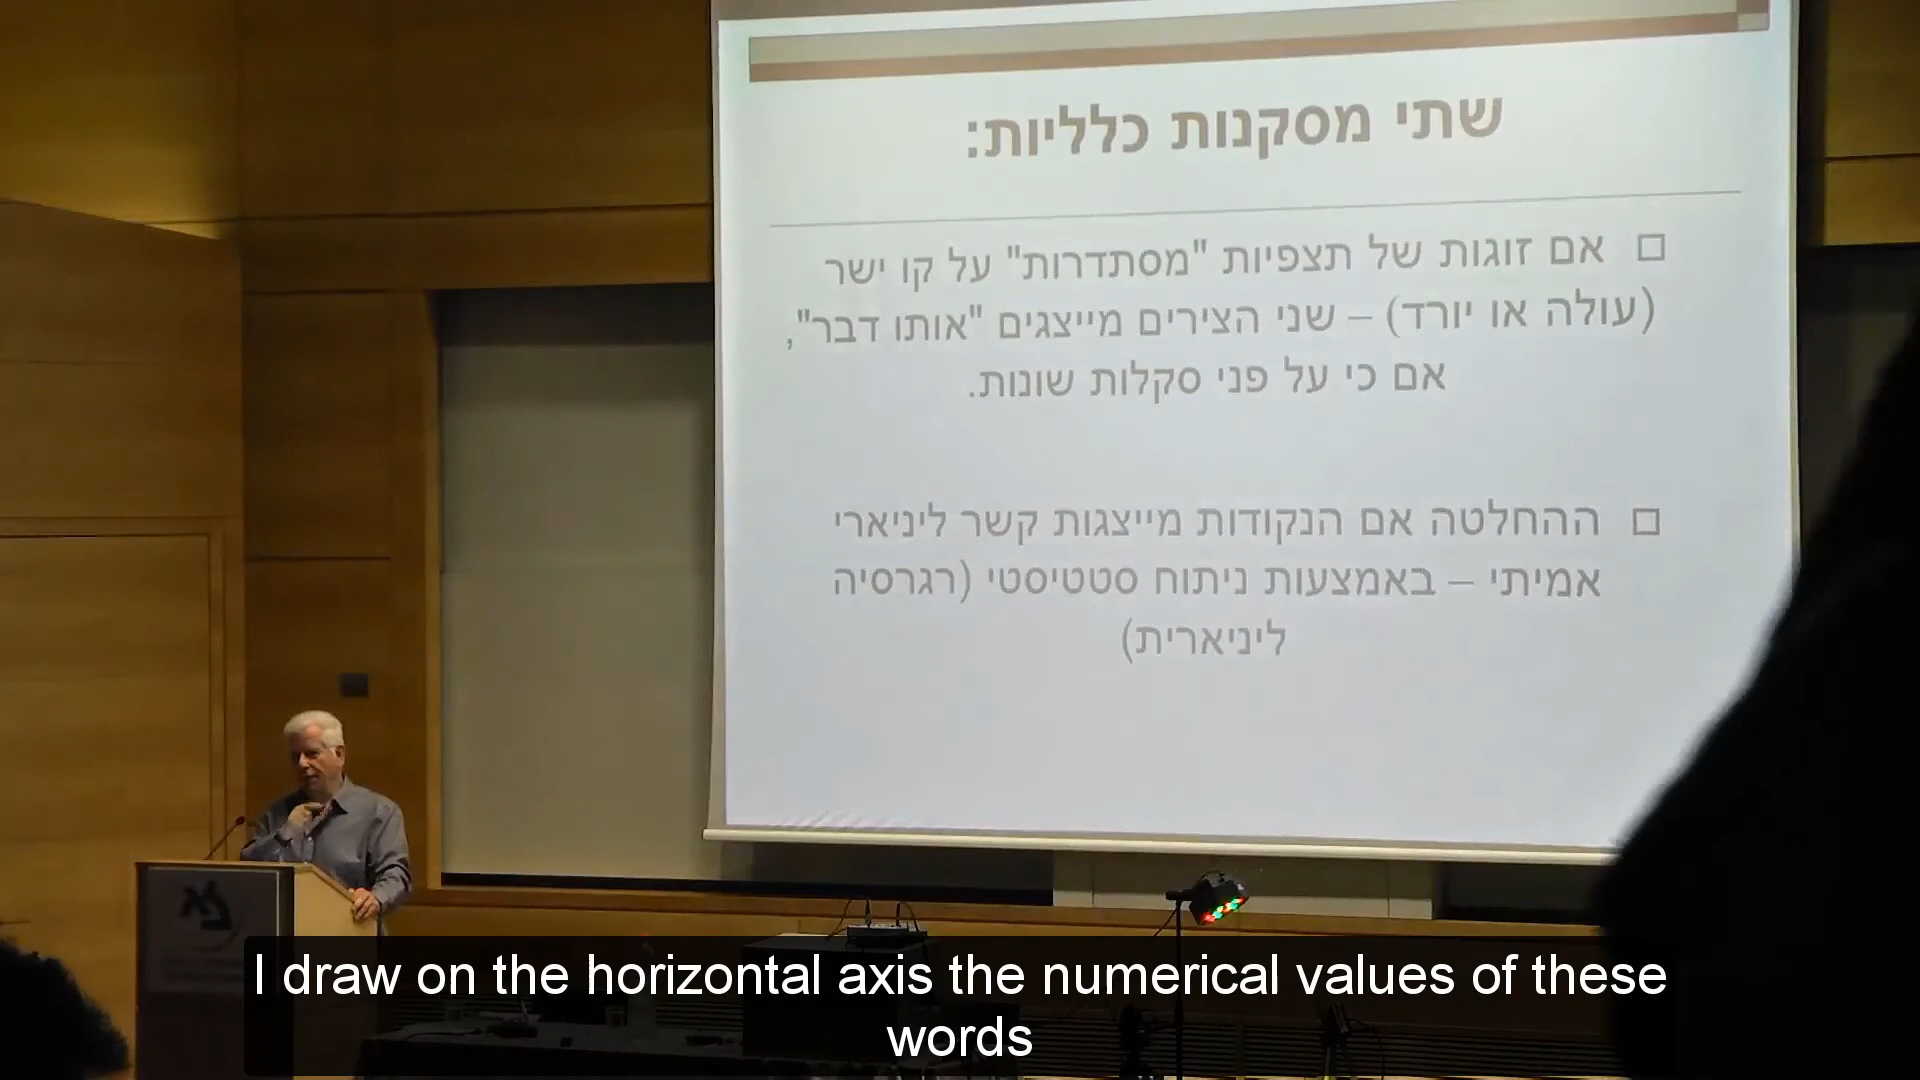 שתי מסקנות כלליות:
אם זוגות של תצפיות "מסתדרות" על קו ישר
(עולה או יורד) – שני הצירים מייצגים "אותו דבר",
אם כי על פני סקלות שונות.
ההחלטה אם הנקודות מייצגות קשר ליניארי
אמיתי – באמצעות ניתוח סטטיסטי (רגרסיה
ליניארית)
I draw on the horizontal axis the numerical values of these
words